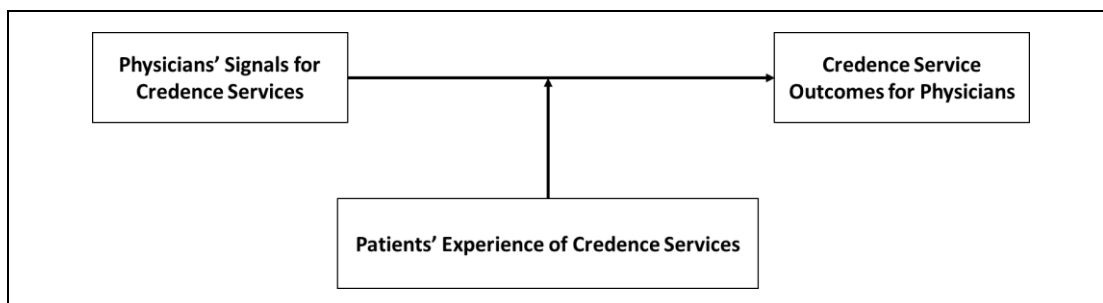 Physicians’ Signals for
Credence Services
Credence Service
Outcomes for Physicians
Patients’ Experience of Credence Services